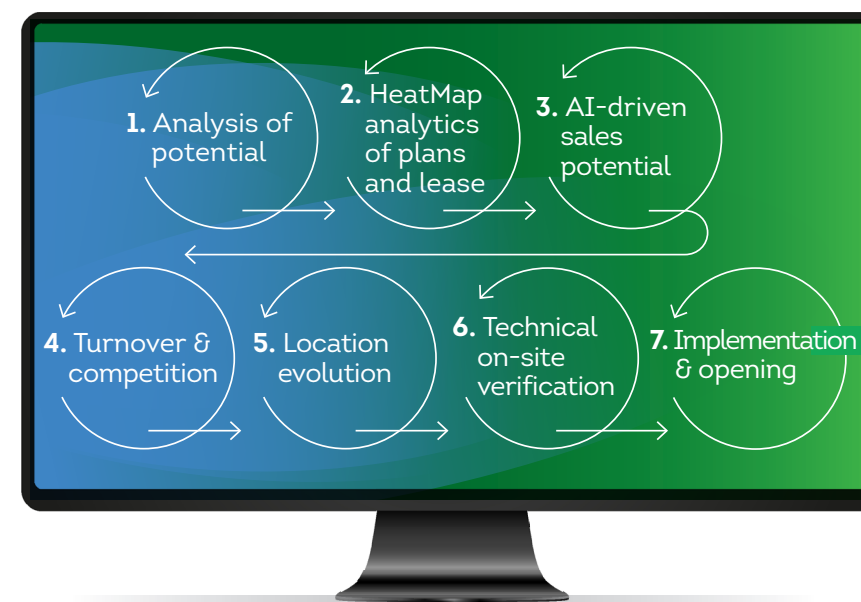 1. Analysis of
potential
2. HeatMap
analytics
of plans
and lease
3. AI-driven
sales
potential
4. Turnover &
competition
5. Location
evolution
6. Technical
on-site
verification
7. Implementation
& opening